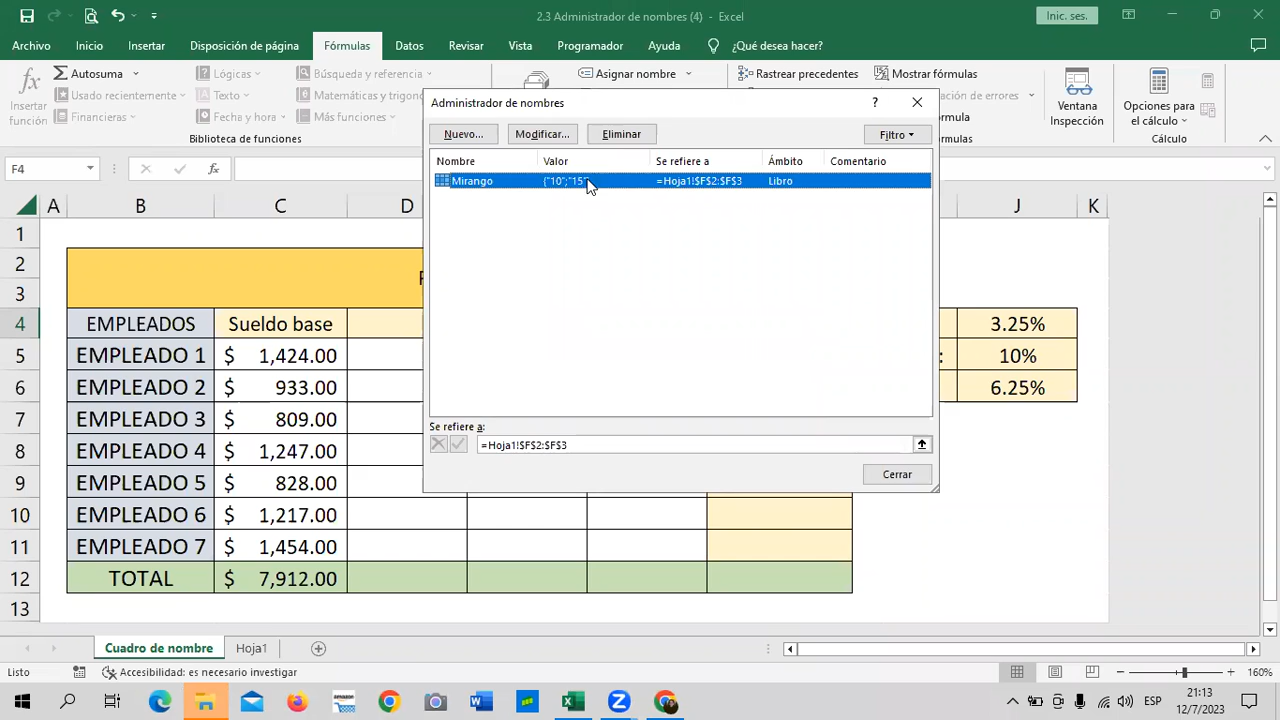 2.3 Administrador de nombres (4) - Excel
Inic. ses.
Archivo Inicio Insertar Disposición de página Fórmulas Datos Revisar Vista Programador Ayuda ¿Qué desea hacer?
Insertar función
Autosuma
Usado recientemente
Financieras
Lógicas
Texto
Fecha y hora
Búsqueda y referencia
Matemáticas y trigono
Más funciones
Biblioteca de funciones
Asignar nombre
Rastrear precedentes
Mostrar fórmulas
ón de errores
Ventana Inspección
Opciones para el cálculo
Cálculo
F4
fx
Administrador de nombres
?
Nuevo... Modificar... Eliminar Filtro
Nombre Valor Se refiere a Ámbito Comentario
Mirango {"10";"15" =Hoja1!$F$2:$F$3 Libro
Se refiere a:
=Hoja1!$F$2:$F$3
Cerrar
A B C D J K
1
2
3
4 EMPLEADOS Sueldo base 3.25%
5 EMPLEADO 1 $ 1,424.00 : 10%
6 EMPLEADO 2 $ 933.00 6.25%
7 EMPLEADO 3 $ 809.00
8 EMPLEADO 4 $ 1,247.00
9 EMPLEADO 5 $ 828.00
10 EMPLEADO 6 $ 1,217.00
11 EMPLEADO 7 $ 1,454.00
12 TOTAL $ 7,912.00
13
Cuadro de nombre Hoja1
Listo Accesibilidad: es necesario investigar 160%
ESP
21:13
12/7/2023